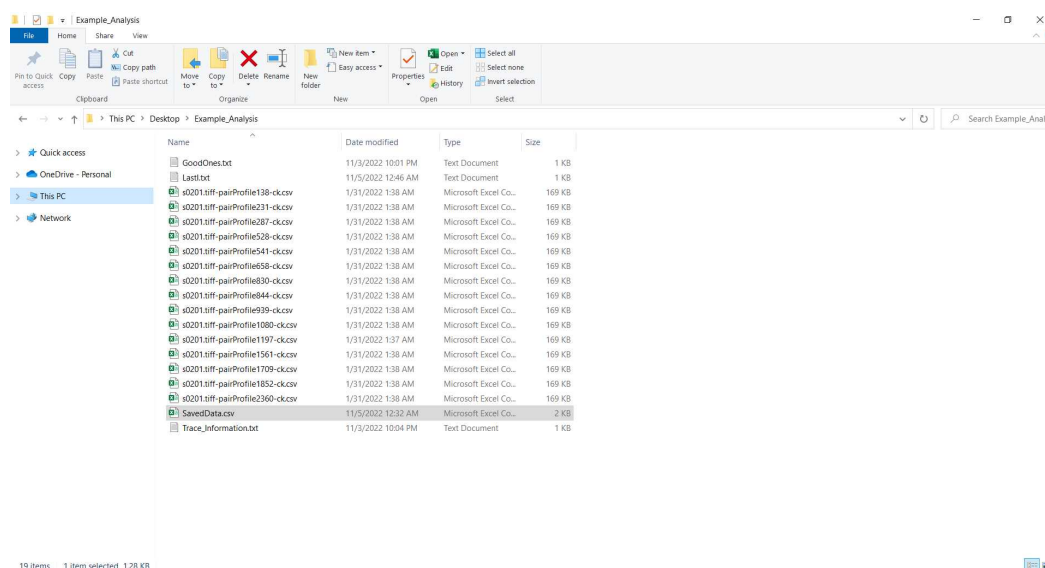 Example_Analysis
File Home Share View
Pin to Quick access
Copy
Paste
Cut
Copy path
Paste shortcut
Clipboard
Move to
Copy to
Delete
Rename
Organize
New folder
New item
Easy access
New
Properties
Open
Edit
History
Open
Select all
Select none
Invert selection
Select
This PC > Desktop > Example_Analysis
Search Example_Anal
Quick access
OneDrive - Personal
This PC
Network
Name Date modified Type Size
GoodOnes.txt 11/3/2022 10:01 PM Text Document 1 KB
LastI.txt 11/5/2022 12:46 AM Text Document 1 KB
s0201.tiff-pairProfile138-ck.csv 1/31/2022 1:38 AM Microsoft Excel Co... 169 KB
s0201.tiff-pairProfile231-ck.csv 1/31/2022 1:38 AM Microsoft Excel Co... 169 KB
s0201.tiff-pairProfile287-ck.csv 1/31/2022 1:38 AM Microsoft Excel Co... 169 KB
s0201.tiff-pairProfile528-ck.csv 1/31/2022 1:38 AM Microsoft Excel Co... 169 KB
s0201.tiff-pairProfile541-ck.csv 1/31/2022 1:38 AM Microsoft Excel Co... 169 KB
s0201.tiff-pairProfile658-ck.csv 1/31/2022 1:38 AM Microsoft Excel Co... 169 KB
s0201.tiff-pairProfile830-ck.csv 1/31/2022 1:38 AM Microsoft Excel Co... 169 KB
s0201.tiff-pairProfile844-ck.csv 1/31/2022 1:38 AM Microsoft Excel Co... 169 KB
s0201.tiff-pairProfile939-ck.csv 1/31/2022 1:38 AM Microsoft Excel Co... 169 KB
s0201.tiff-pairProfile1080-ck.csv 1/31/2022 1:38 AM Microsoft Excel Co... 169 KB
s0201.tiff-pairProfile1197-ck.csv 1/31/2022 1:37 AM Microsoft Excel Co... 169 KB
s0201.tiff-pairProfile1561-ck.csv 1/31/2022 1:38 AM Microsoft Excel Co... 169 KB
s0201.tiff-pairProfile1709-ck.csv 1/31/2022 1:38 AM Microsoft Excel Co... 169 KB
s0201.tiff-pairProfile1852-ck.csv 1/31/2022 1:38 AM Microsoft Excel Co... 169 KB
s0201.tiff-pairProfile2360-ck.csv 1/31/2022 1:38 AM Microsoft Excel Co... 169 KB
SavedData.csv 11/5/2022 12:32 AM Microsoft Excel Co... 2 KB
Trace_Information.txt 11/3/2022 10:04 PM Text Document 1 KB
19 items 1 item selected 1.28 KB